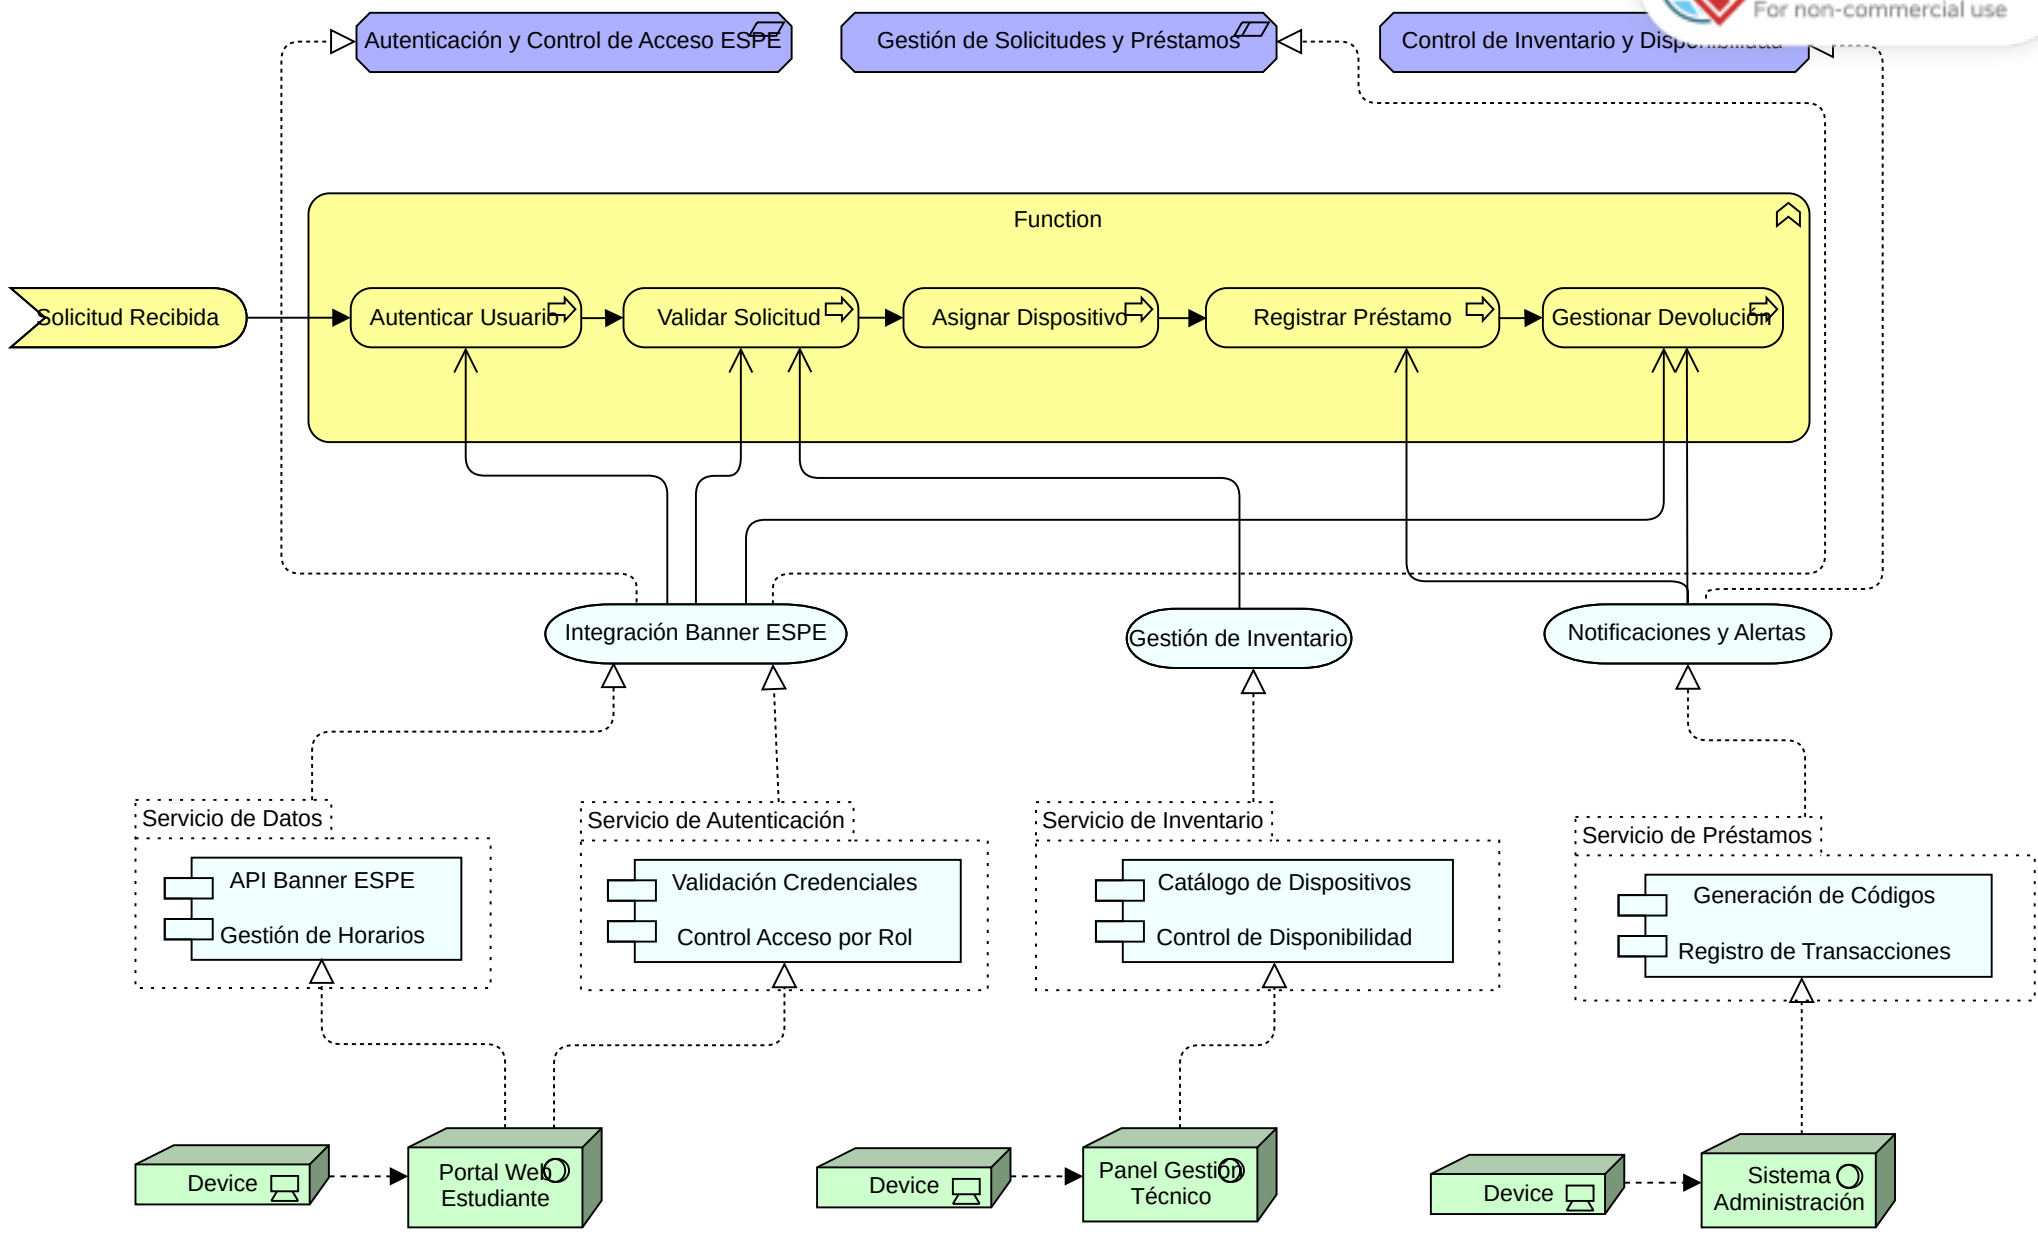 For non-commercial use
Autenticación y Control de Acceso ESPE
Gestión de Solicitudes y Préstamos
Control de Inventario y Disponibilidad
Function
Solicitud Recibida
Autenticar Usuario
Validar Solicitud
Asignar Dispositivo
Registrar Préstamo
Gestionar Devolución
Integración Banner ESPE
Gestión de Inventario
Notificaciones y Alertas
Servicio de Datos
API Banner ESPE
Gestión de Horarios
Servicio de Autenticación
Validación Credenciales
Control Acceso por Rol
Servicio de Inventario
Catálogo de Dispositivos
Control de Disponibilidad
Servicio de Préstamos
Generación de Códigos
Registro de Transacciones
Device
Portal Web
Estudiante
Device
Panel Gestión
Técnico
Device
Sistema
Administración